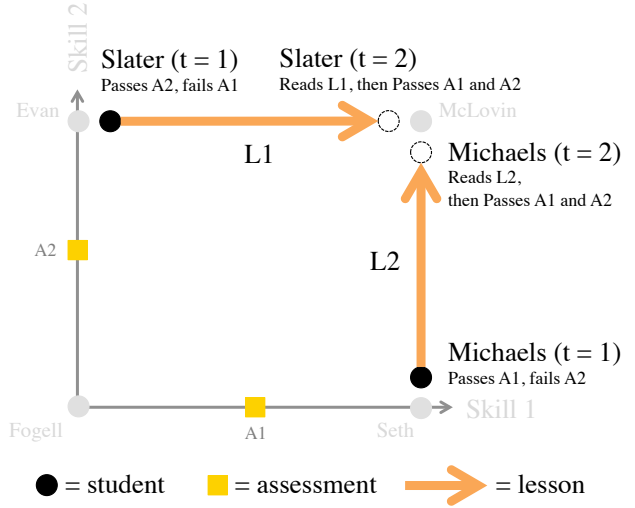 Skill 2
Slater (t = 1)
Passes A2, fails A1
Slater (t = 2)
Reads L1, then Passes A1 and A2
Evan
McLovin
L1
Michaels (t = 2)
Reads L2,
then Passes A1 and A2
A2
L2
Michaels (t = 1)
Passes A1, fails A2
Skill 1
Fogell
A1
Seth
= student
= assessment
= lesson